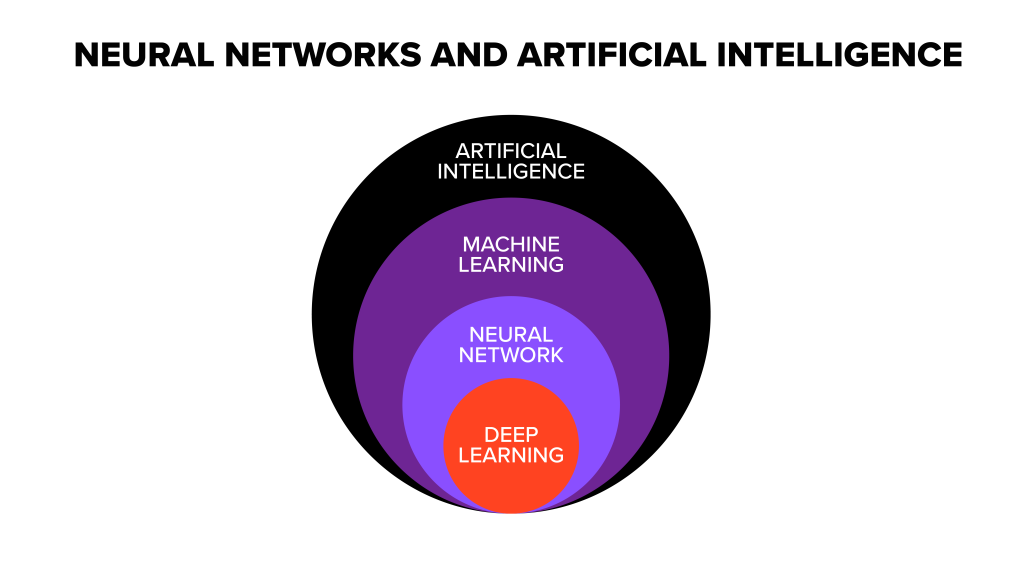 NEURAL NETWORKS AND ARTIFICIAL INTELLIGENCE
ARTIFICIAL
INTELLIGENCE
MACHINE
LEARNING
NEURAL
NETWORK
DEEP
LEARNING